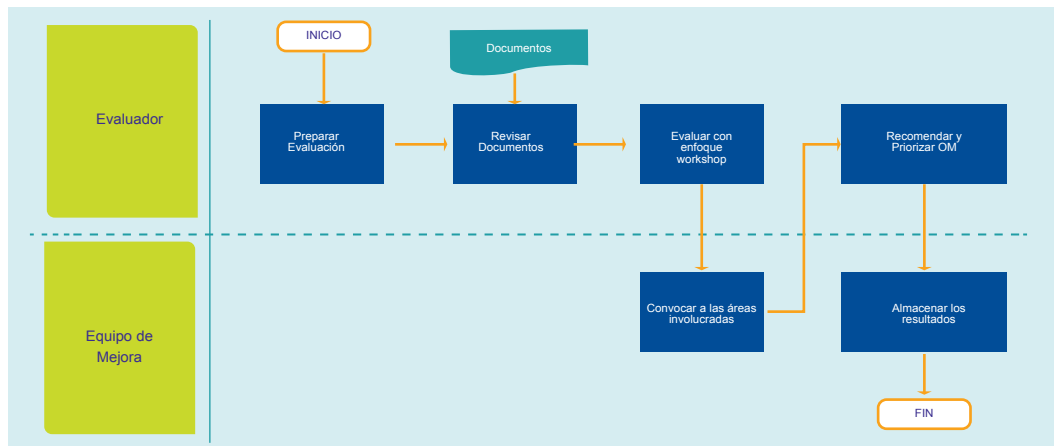 INICIO
Documentos
Evaluador
Preparar
Evaluación
Revisar
Documentos
Evaluar con
enfoque
workshop
Recomendar y
Priorizar OM
Equipo de
Mejora
Convocar a las áreas
involucradas
Almacenar los
resultados
FIN